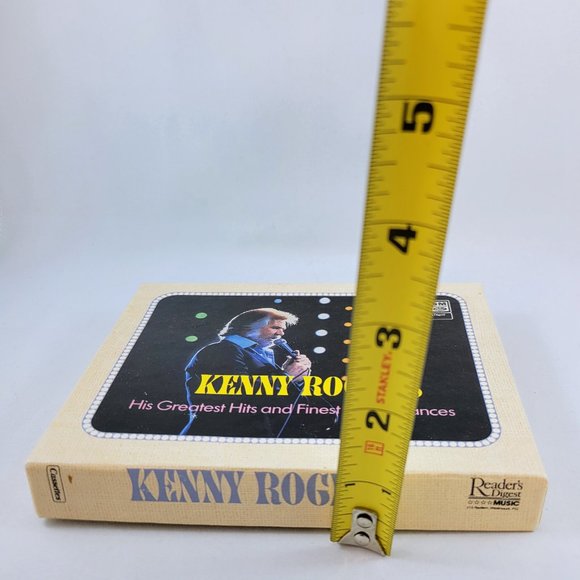 5
4
3
STANLEY®
2
1
KENNY ROG
His Greatest Hits and Finest ances
Cassettes
KENNY ROG
Reader's
Digest
☆☆☆☆ MUSIC